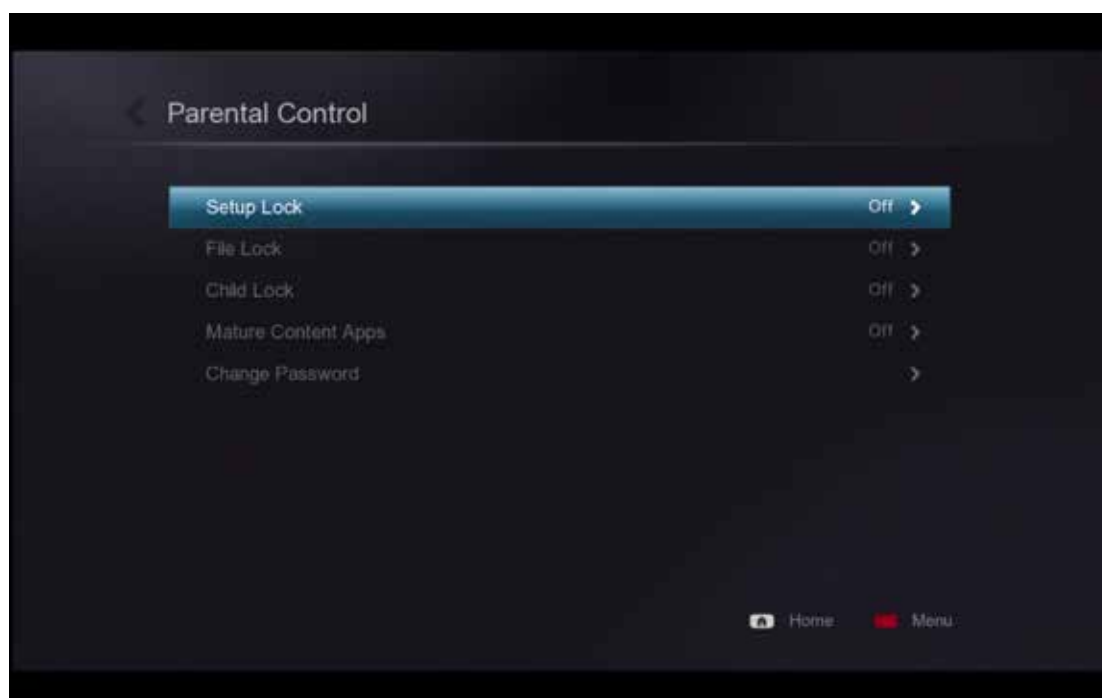 Parental Control
Setup Lock Off
File Lock Off
Child Lock Off
Mature Content Apps Off
Change Password
Home Menu